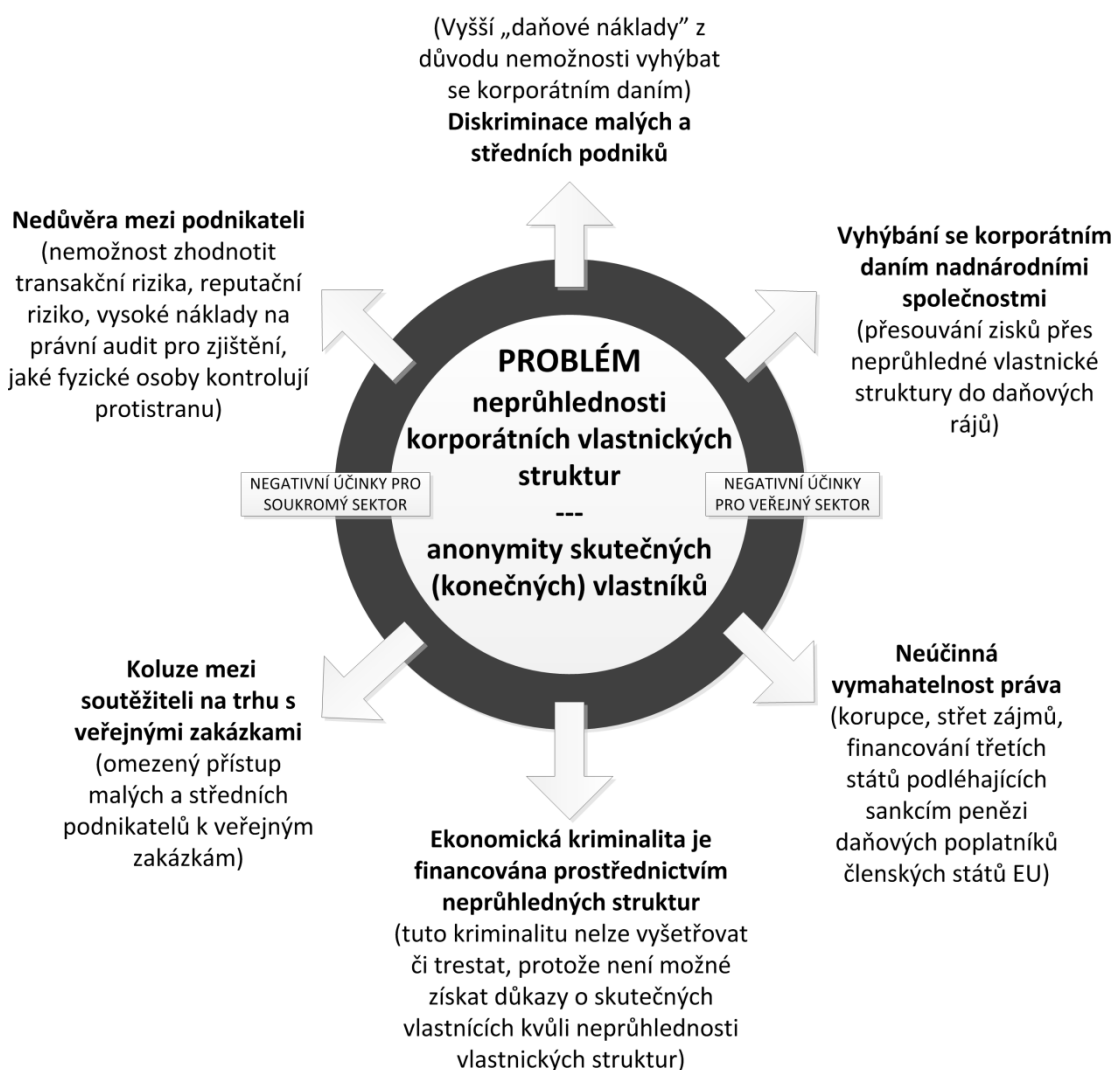 (Vyšší „daňové náklady” z
důvodu nemožnosti vyhýbat
se korporátním daním)
Diskriminace malých a
středních podniků
Nedůvěra mezi podnikateli
(nemožnost zhodnotit
transakční rizika, reputační
riziko, vysoké náklady na
právní audit pro zjištění,
jaké fyzické osoby kontrolují
protistranu)
Vyhýbání se korporátním
daním nadnárodními
společnostmi
(přesouvání zisků přes
neprůhledné vlastnické
struktury do daňových
rájů)
PROBLÉM
neprůhlednosti
korporátních vlastnických
struktur
---
anonymity skutečných
(konečných) vlastníků
NEGATIVNÍ ÚČINKY PRO
SOUKROMÝ SEKTOR
NEGATIVNÍ ÚČINKY
PRO VEŘEJNÝ SEKTOR
Koluze mezi
soutěžiteli na trhu s
veřejnými zakázkami
(omezený přístup
malých a středních
podnikatelů k veřejným
zakázkám)
Neúčinná
vymahatelnost práva
(korupce, střet zájmů,
financování třetích
států podléhajících
sankcím penězi
daňových poplatníků
členských států EU)
Ekonomická kriminalita je
financována prostřednictvím
neprůhledných struktur
(tuto kriminalitu nelze vyšetřovat
či trestat, protože není možné
získat důkazy o skutečných
vlastnících kvůli neprůhlednosti
vlastnických struktur)